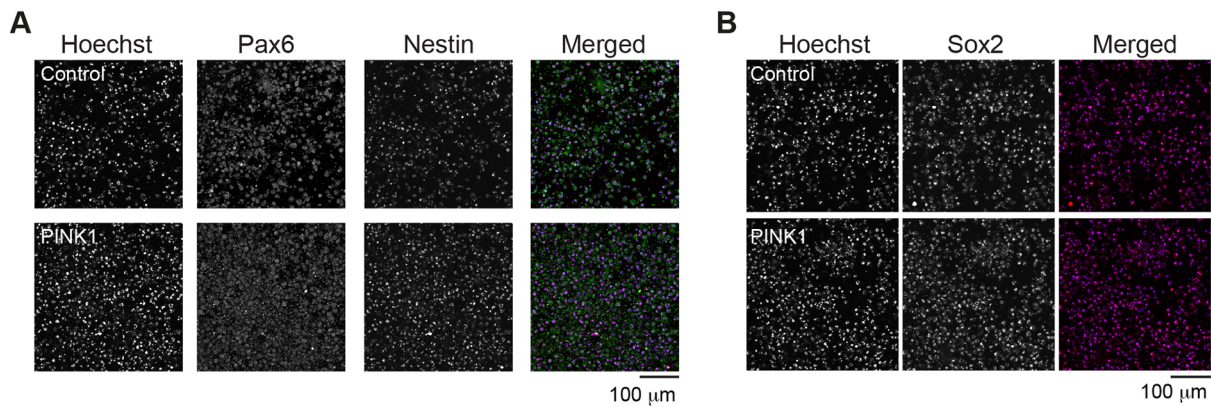 A
Hoechst Pax6 Nestin Merged
Control
PINK1
100 μm
B
Hoechst Sox2 Merged
Control
PINK1
100 μm